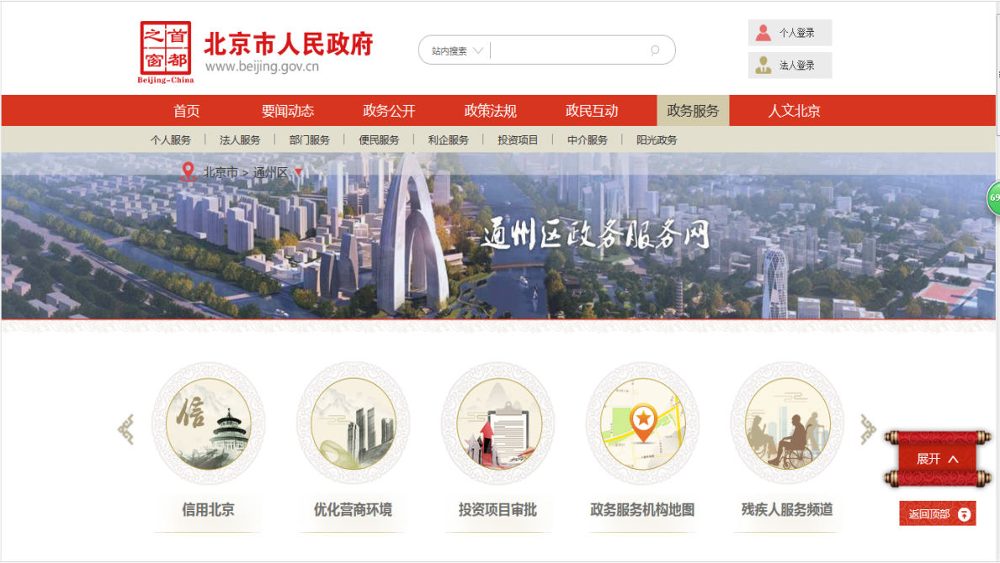 首都之窗
Beijing-China
北京市人民政府
www.beijing.gov.cn
站内搜索
个人登录
法人登录
首页 要闻动态 政务公开 政策法规 政民互动 政务服务 人文北京
个人服务 | 法人服务 | 部门服务 | 便民服务 | 利企服务 | 投资项目 | 中介服务 | 阳光政务
北京市 > 通州区
通州区政务服务网
69
信
信用北京 优化营商环境 投资项目审批 政务服务机构地图 残疾人服务频道
展开
返回顶部